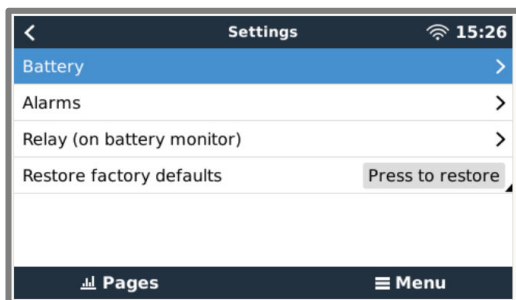 Settings 15:26
Battery
Alarms
Relay (on battery monitor)
Restore factory defaults Press to restore
Pages Menu